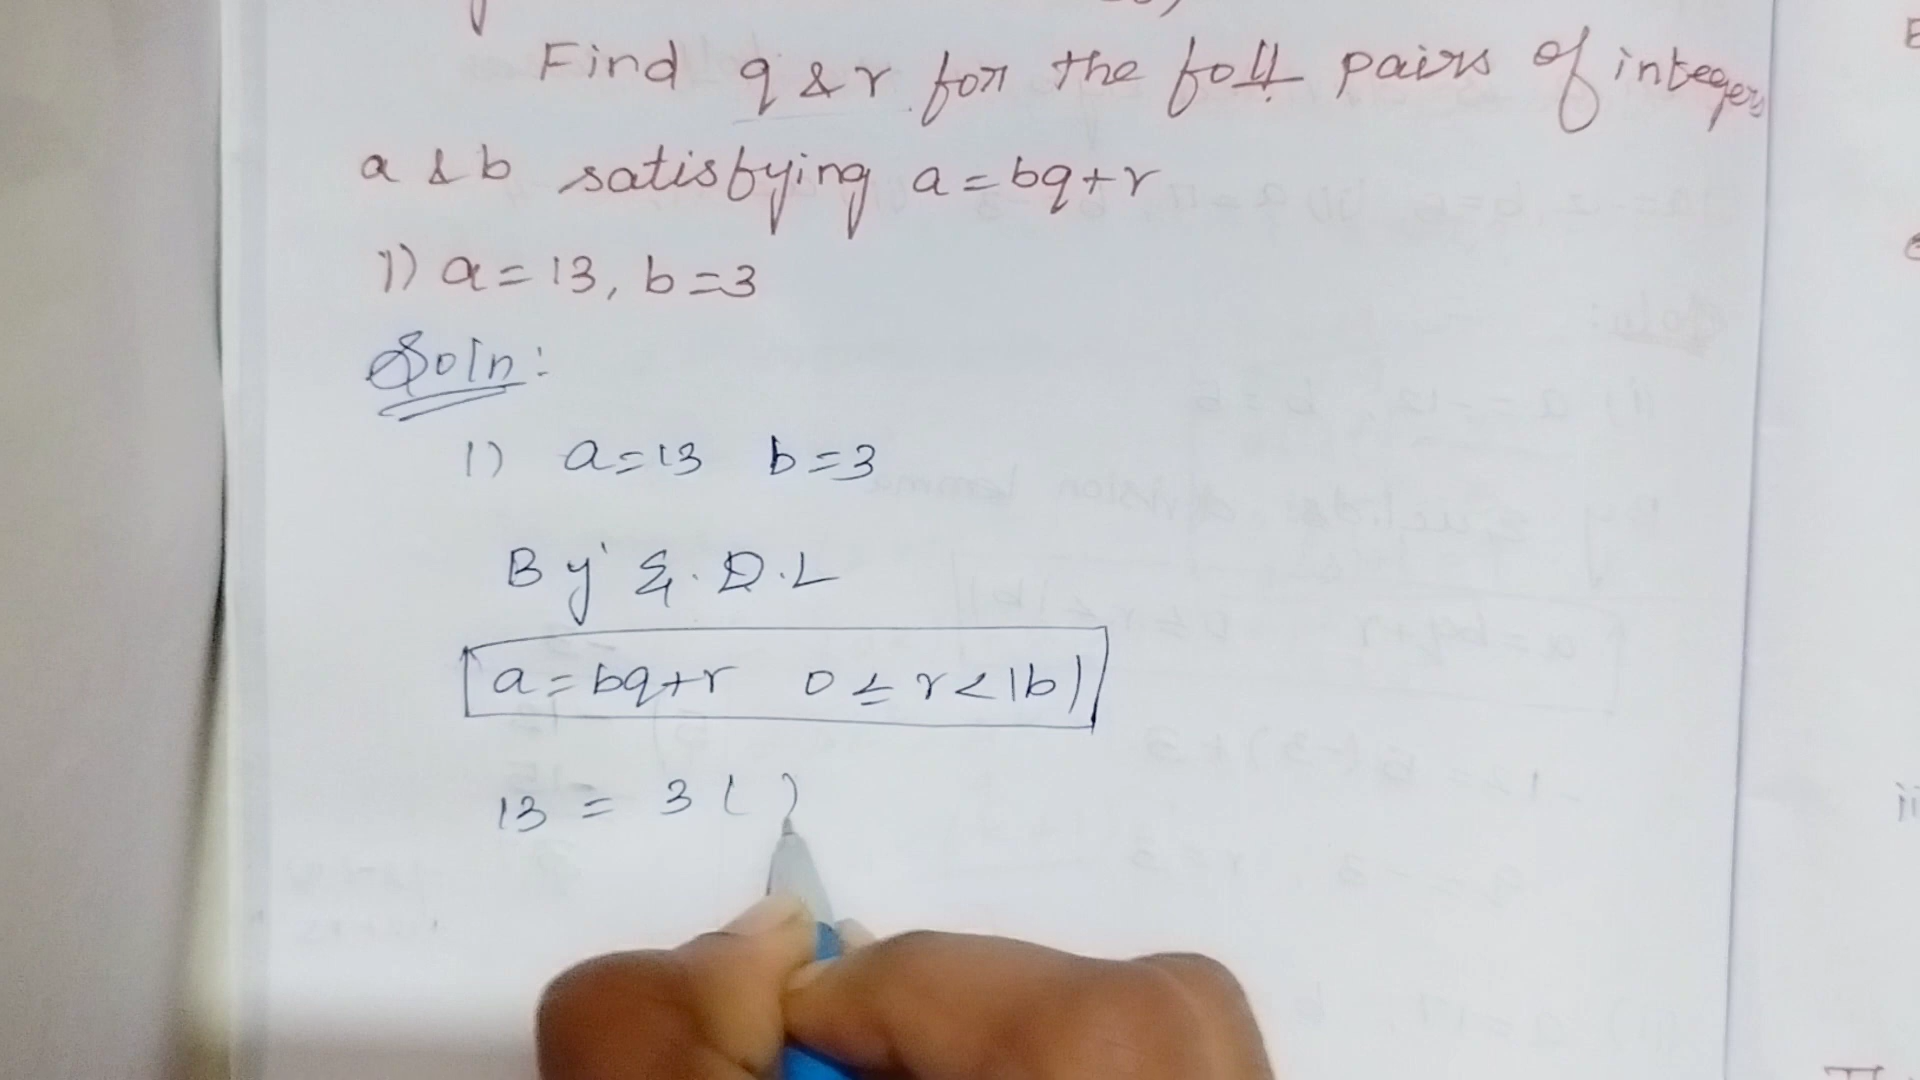 Find q & r for the foll pairs of integers
a & b satisfying a = bq + r
1) a = 13, b = 3
Soln:
1) a = 13 b = 3
By E.D.L
a = bq + r 0 ≤ r < |b|
13 = 3 ( )